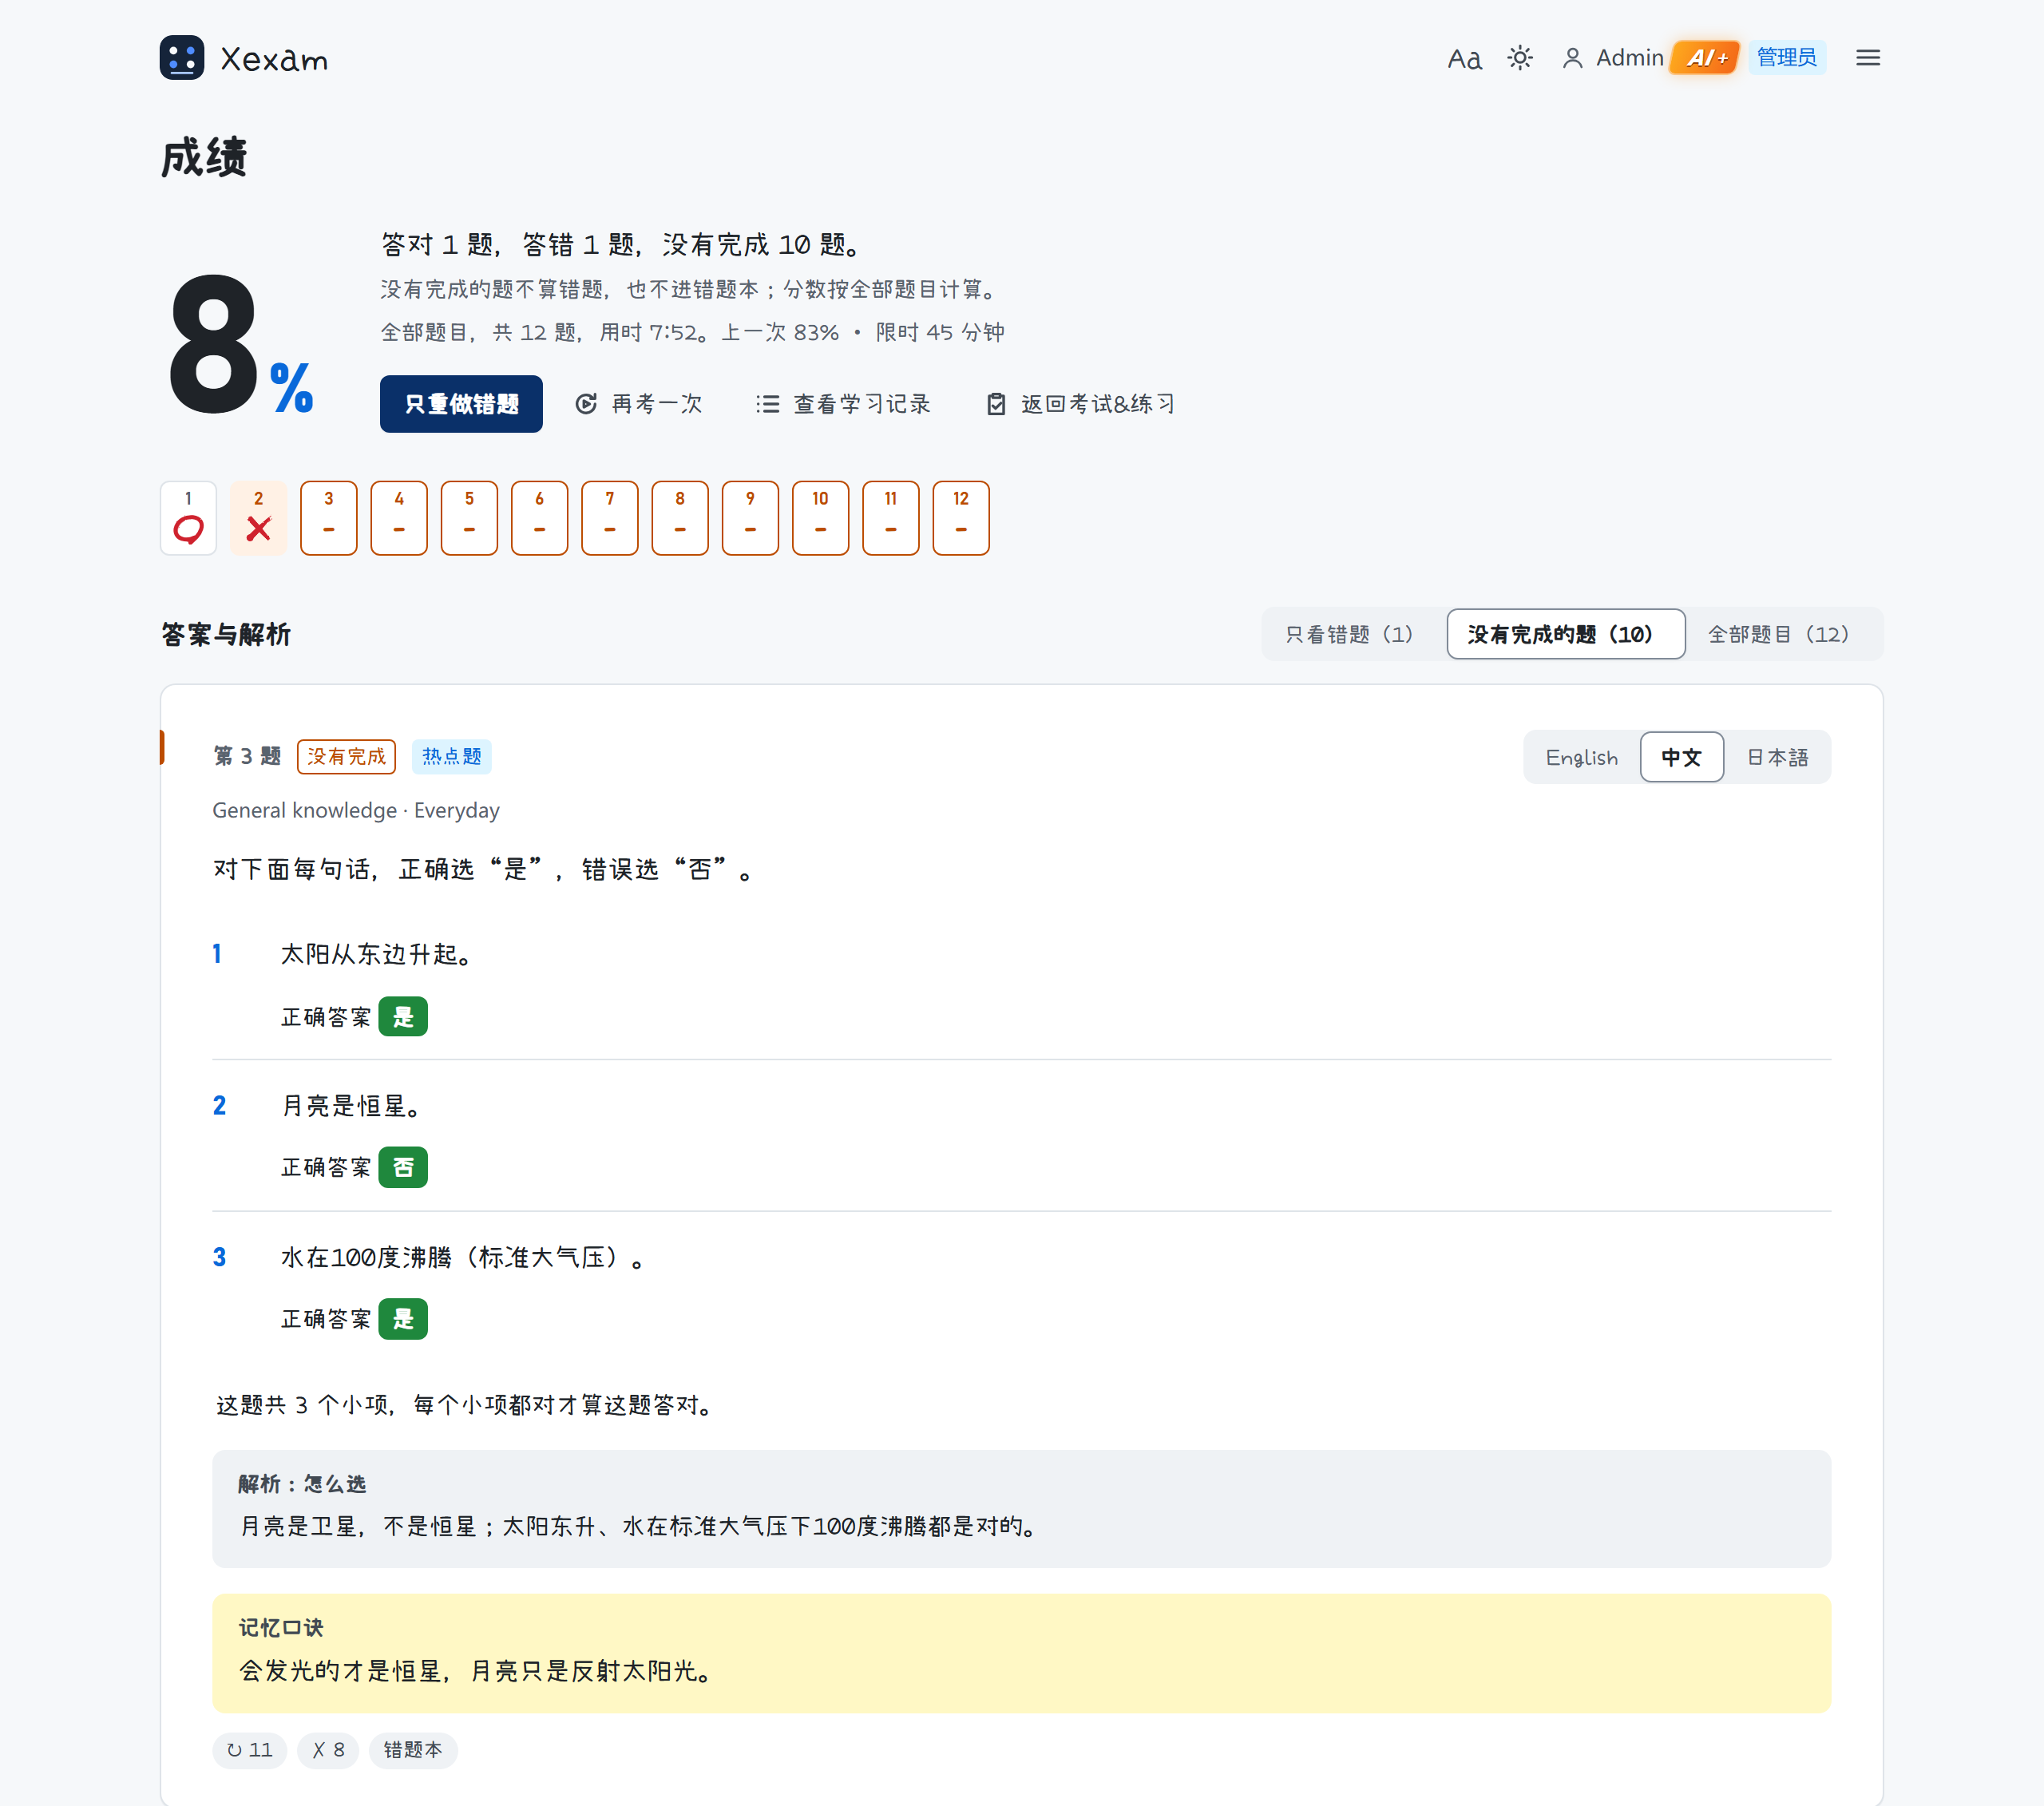 Xexam
Aa Admin AI+ 管理员
成绩
8%
答对 1 题，答错 1 题，没有完成 10 题。
没有完成的题不算错题，也不进错题本；分数按全部题目计算。
全部题目，共 12 题，用时 7:52。上一次 83% • 限时 45 分钟
只重做错题 再考一次 查看学习记录 返回考试&练习
1 2 3 4 5 6 7 8 9 10 11 12
- - - - - - - - - -
答案与解析
只看错题（1） 没有完成的题（10） 全部题目（12）
第 3 题 没有完成 热点题
English 中文 日本語
General knowledge · Everyday
对下面每句话，正确选“是”，错误选“否”。
1 太阳从东边升起。
正确答案 是
2 月亮是恒星。
正确答案 否
3 水在100度沸腾（标准大气压）。
正确答案 是
这题共 3 个小项，每个小项都对才算这题答对。
解析：怎么选
月亮是卫星，不是恒星；太阳东升、水在标准大气压下100度沸腾都是对的。
记忆口诀
会发光的才是恒星，月亮只是反射太阳光。
↻ 11 ✗ 8 错题本